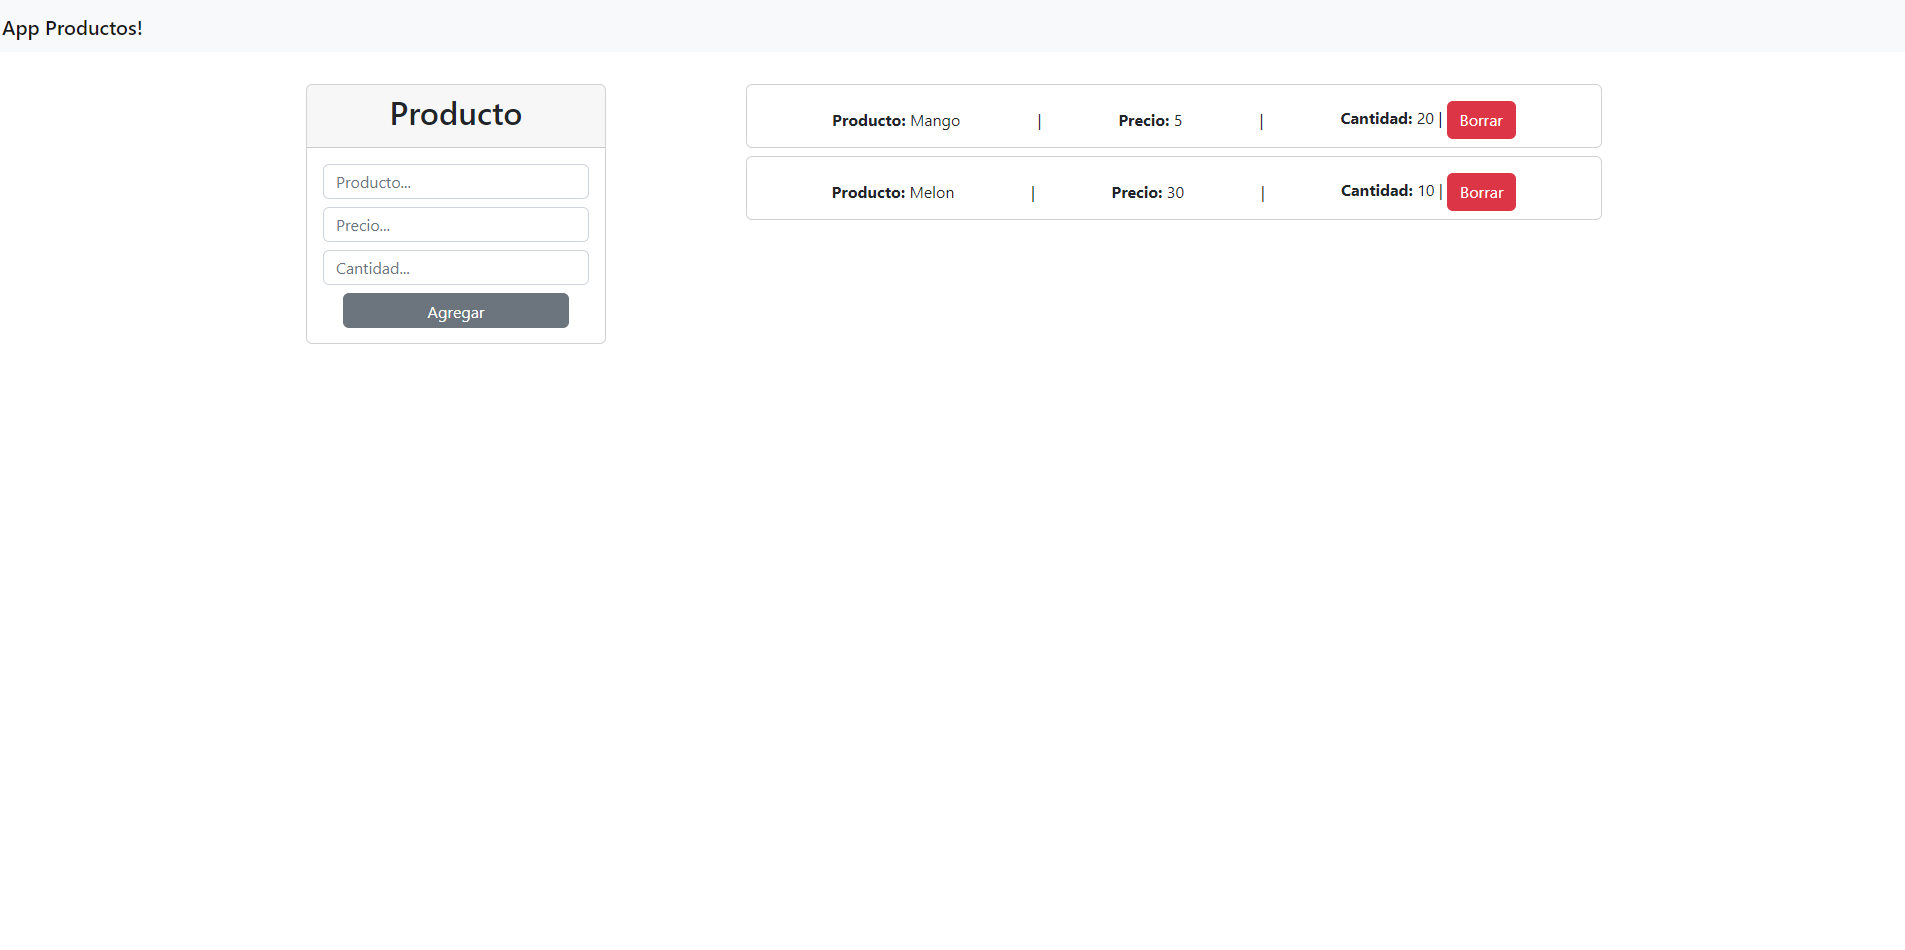 App Productos!
Producto
Producto...
Precio...
Cantidad...
Agregar
Producto: Mango | Precio: 5 | Cantidad: 20 | Borrar
Producto: Melon | Precio: 30 | Cantidad: 10 | Borrar